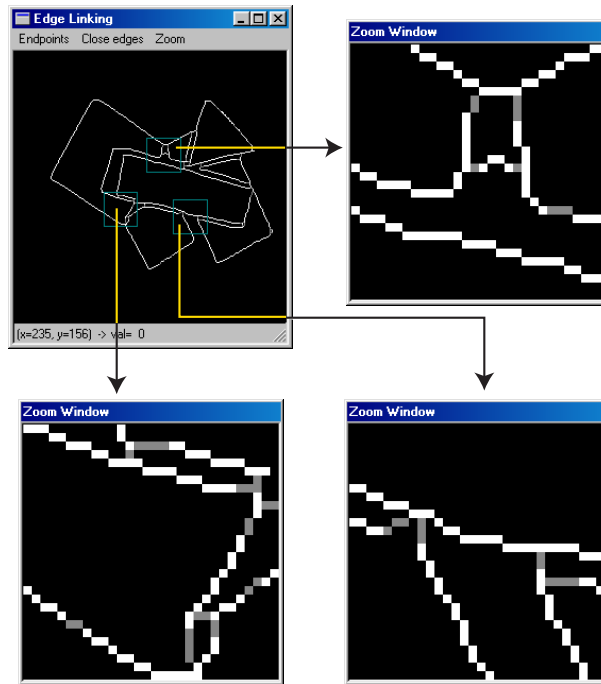 Edge Linking
Endpoints Close edges Zoom
(x=235, y=156) -> val= 0
Zoom Window
Zoom Window
Zoom Window